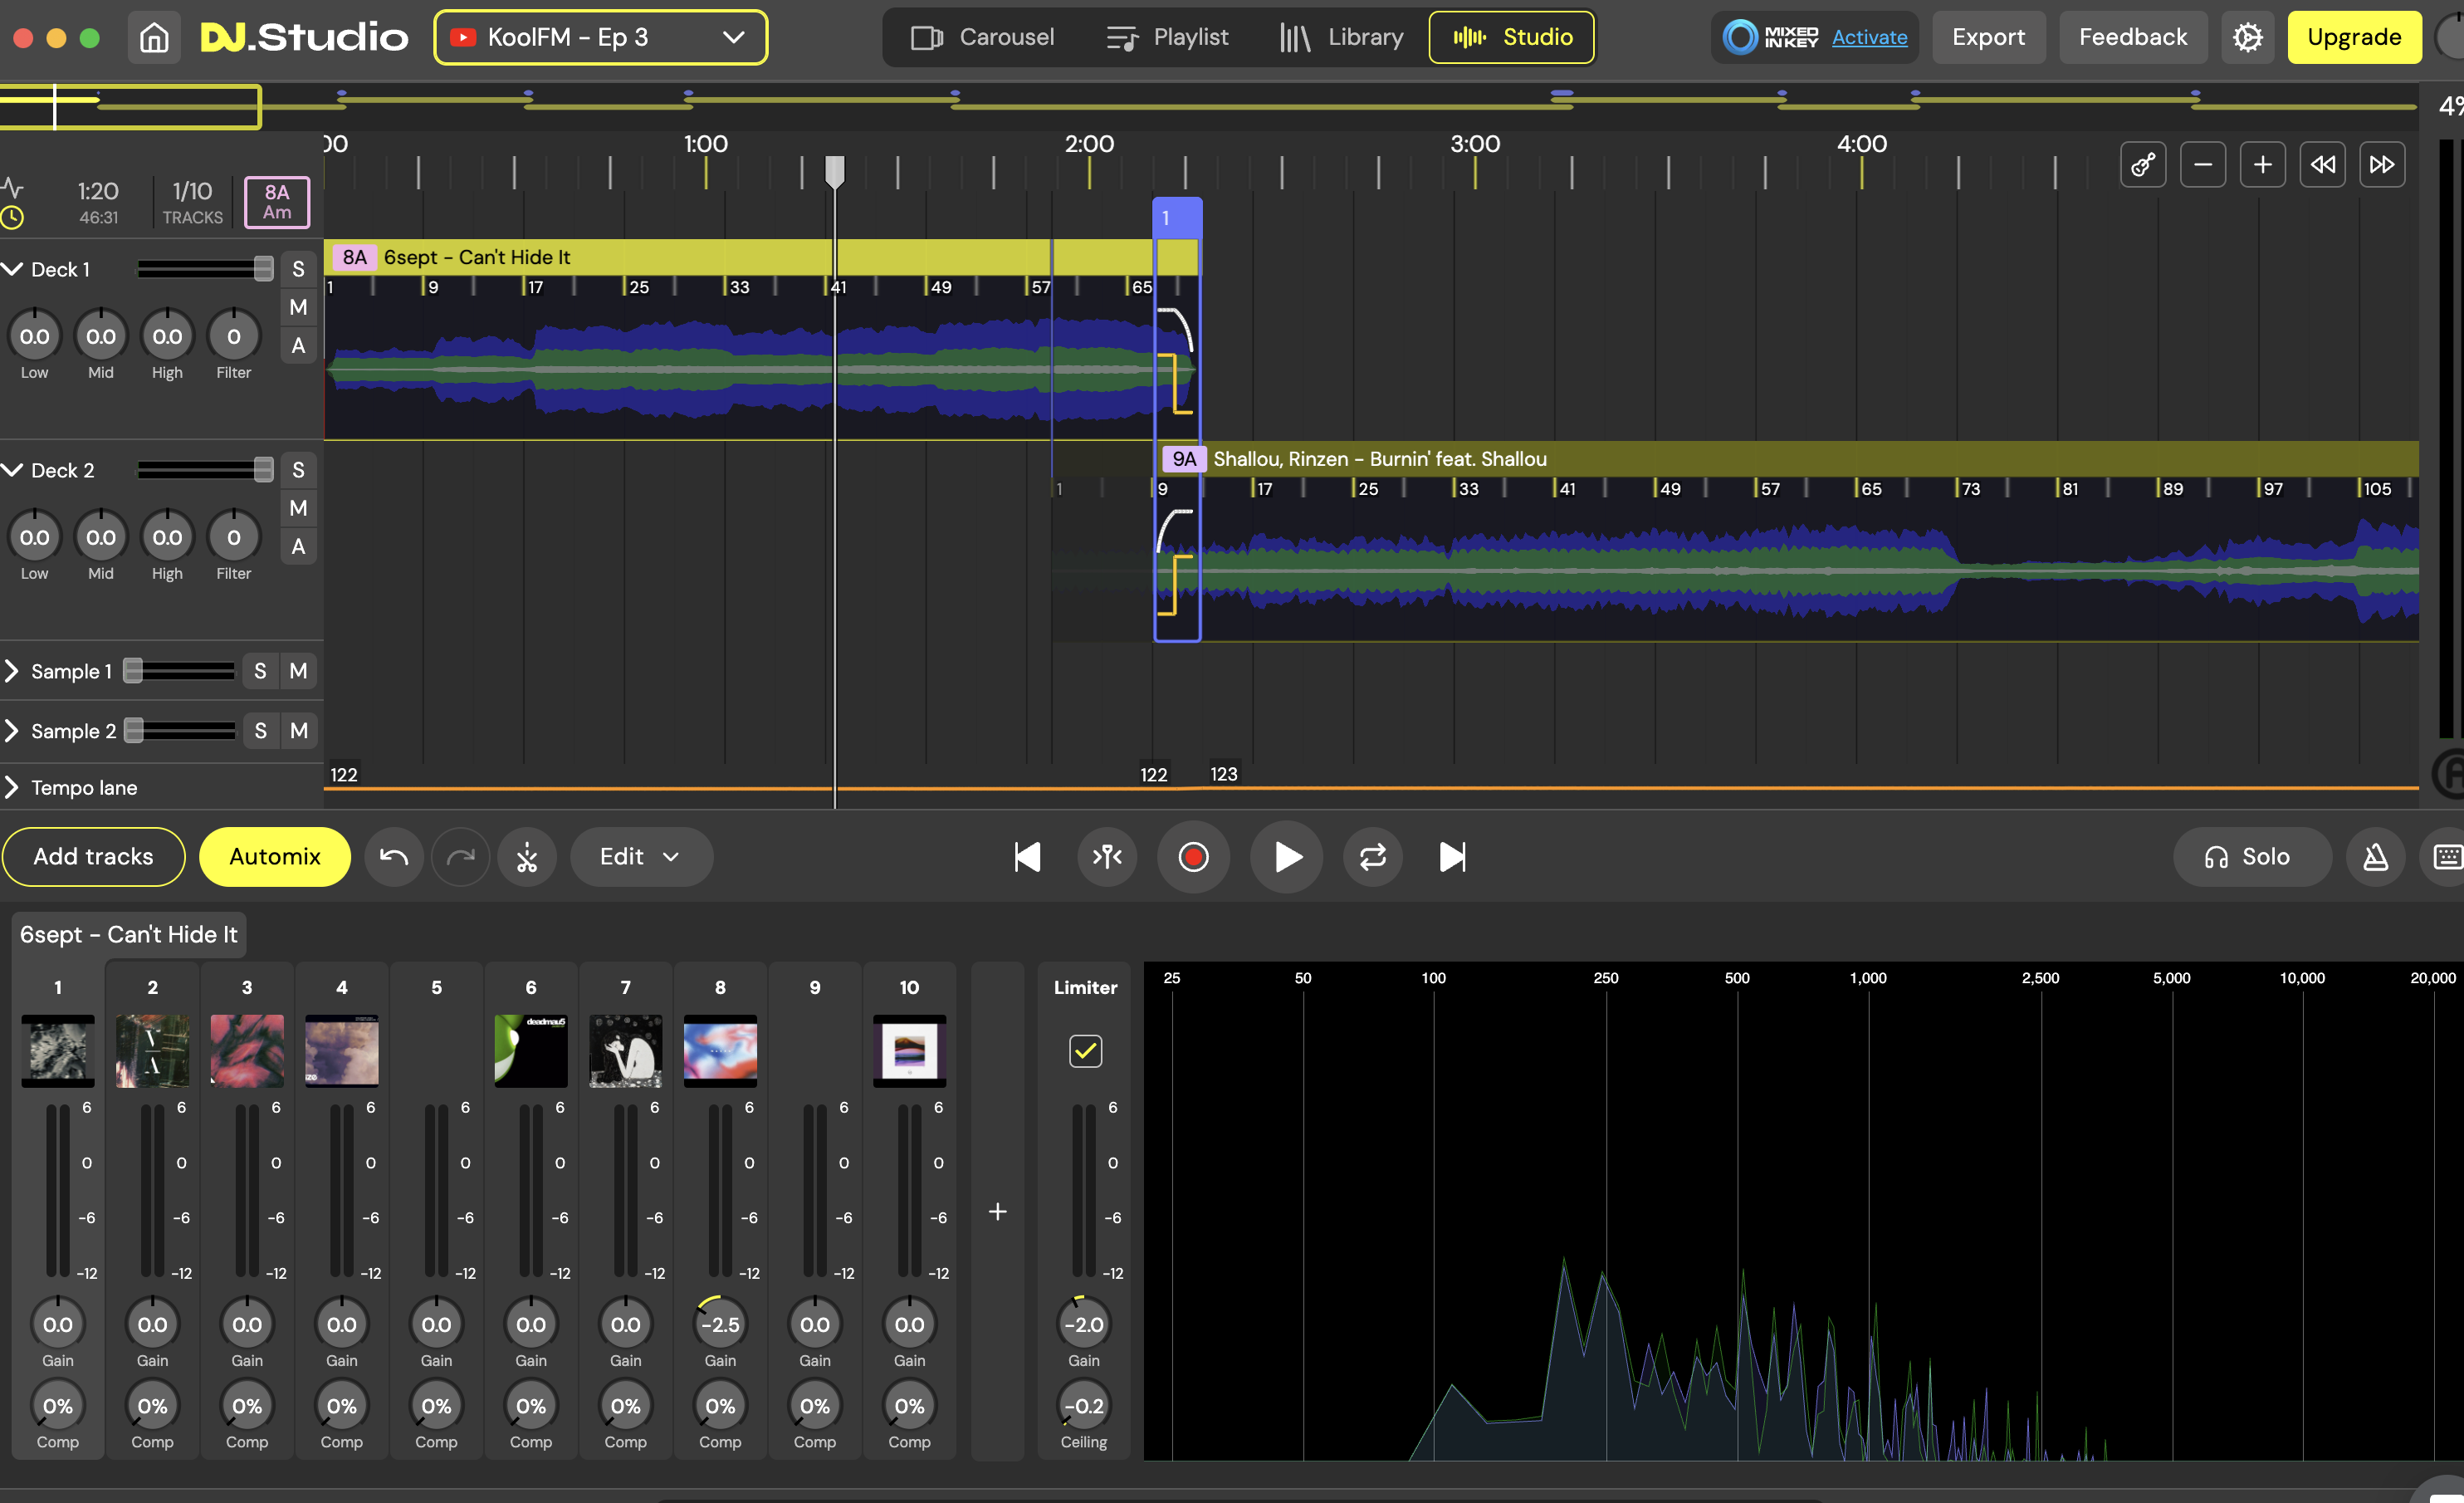 DJ.Studio
KoolFM - Ep 3
Carousel
Playlist
Library
Studio
MIXED IN KEY
Activate
Export
Feedback
Upgrade
1:00
2:00
3:00
4:00
1:20
46:31
1/10
TRACKS
8A
Am
1
Deck 1
S
M
A
0.0 0.0 0.0 0
Low Mid High Filter
8A 6sept - Can't Hide It
1 9 17 25 33 41 49 57 65
Deck 2
S
M
A
0.0 0.0 0.0 0
Low Mid High Filter
9A Shallou, Rinzen - Burnin' feat. Shallou
1 9 17 25 33 41 49 57 65 73 81 89 97 105
Sample 1 S M
Sample 2 S M
Tempo lane
122 122 123
Add tracks
Automix
Edit
Solo
6sept - Can't Hide It
1 2 3 4 5 6 7 8 9 10 Limiter
deadmau5
6 6 6 6 6 6 6 6 6 6 6
0 0 0 0 0 0 0 0 0 0 0
-6 -6 -6 -6 -6 -6 -6 -6 -6 -6 -6
-12 -12 -12 -12 -12 -12 -12 -12 -12 -12 -12
+
0.0 0.0 0.0 0.0 0.0 0.0 0.0 -2.5 0.0 0.0 -2.0
Gain Gain Gain Gain Gain Gain Gain Gain Gain Gain Gain
0% 0% 0% 0% 0% 0% 0% 0% 0% 0% -0.2
Comp Comp Comp Comp Comp Comp Comp Comp Comp Comp Ceiling
25 50 100 250 500 1,000 2,500 5,000 10,000 20,000